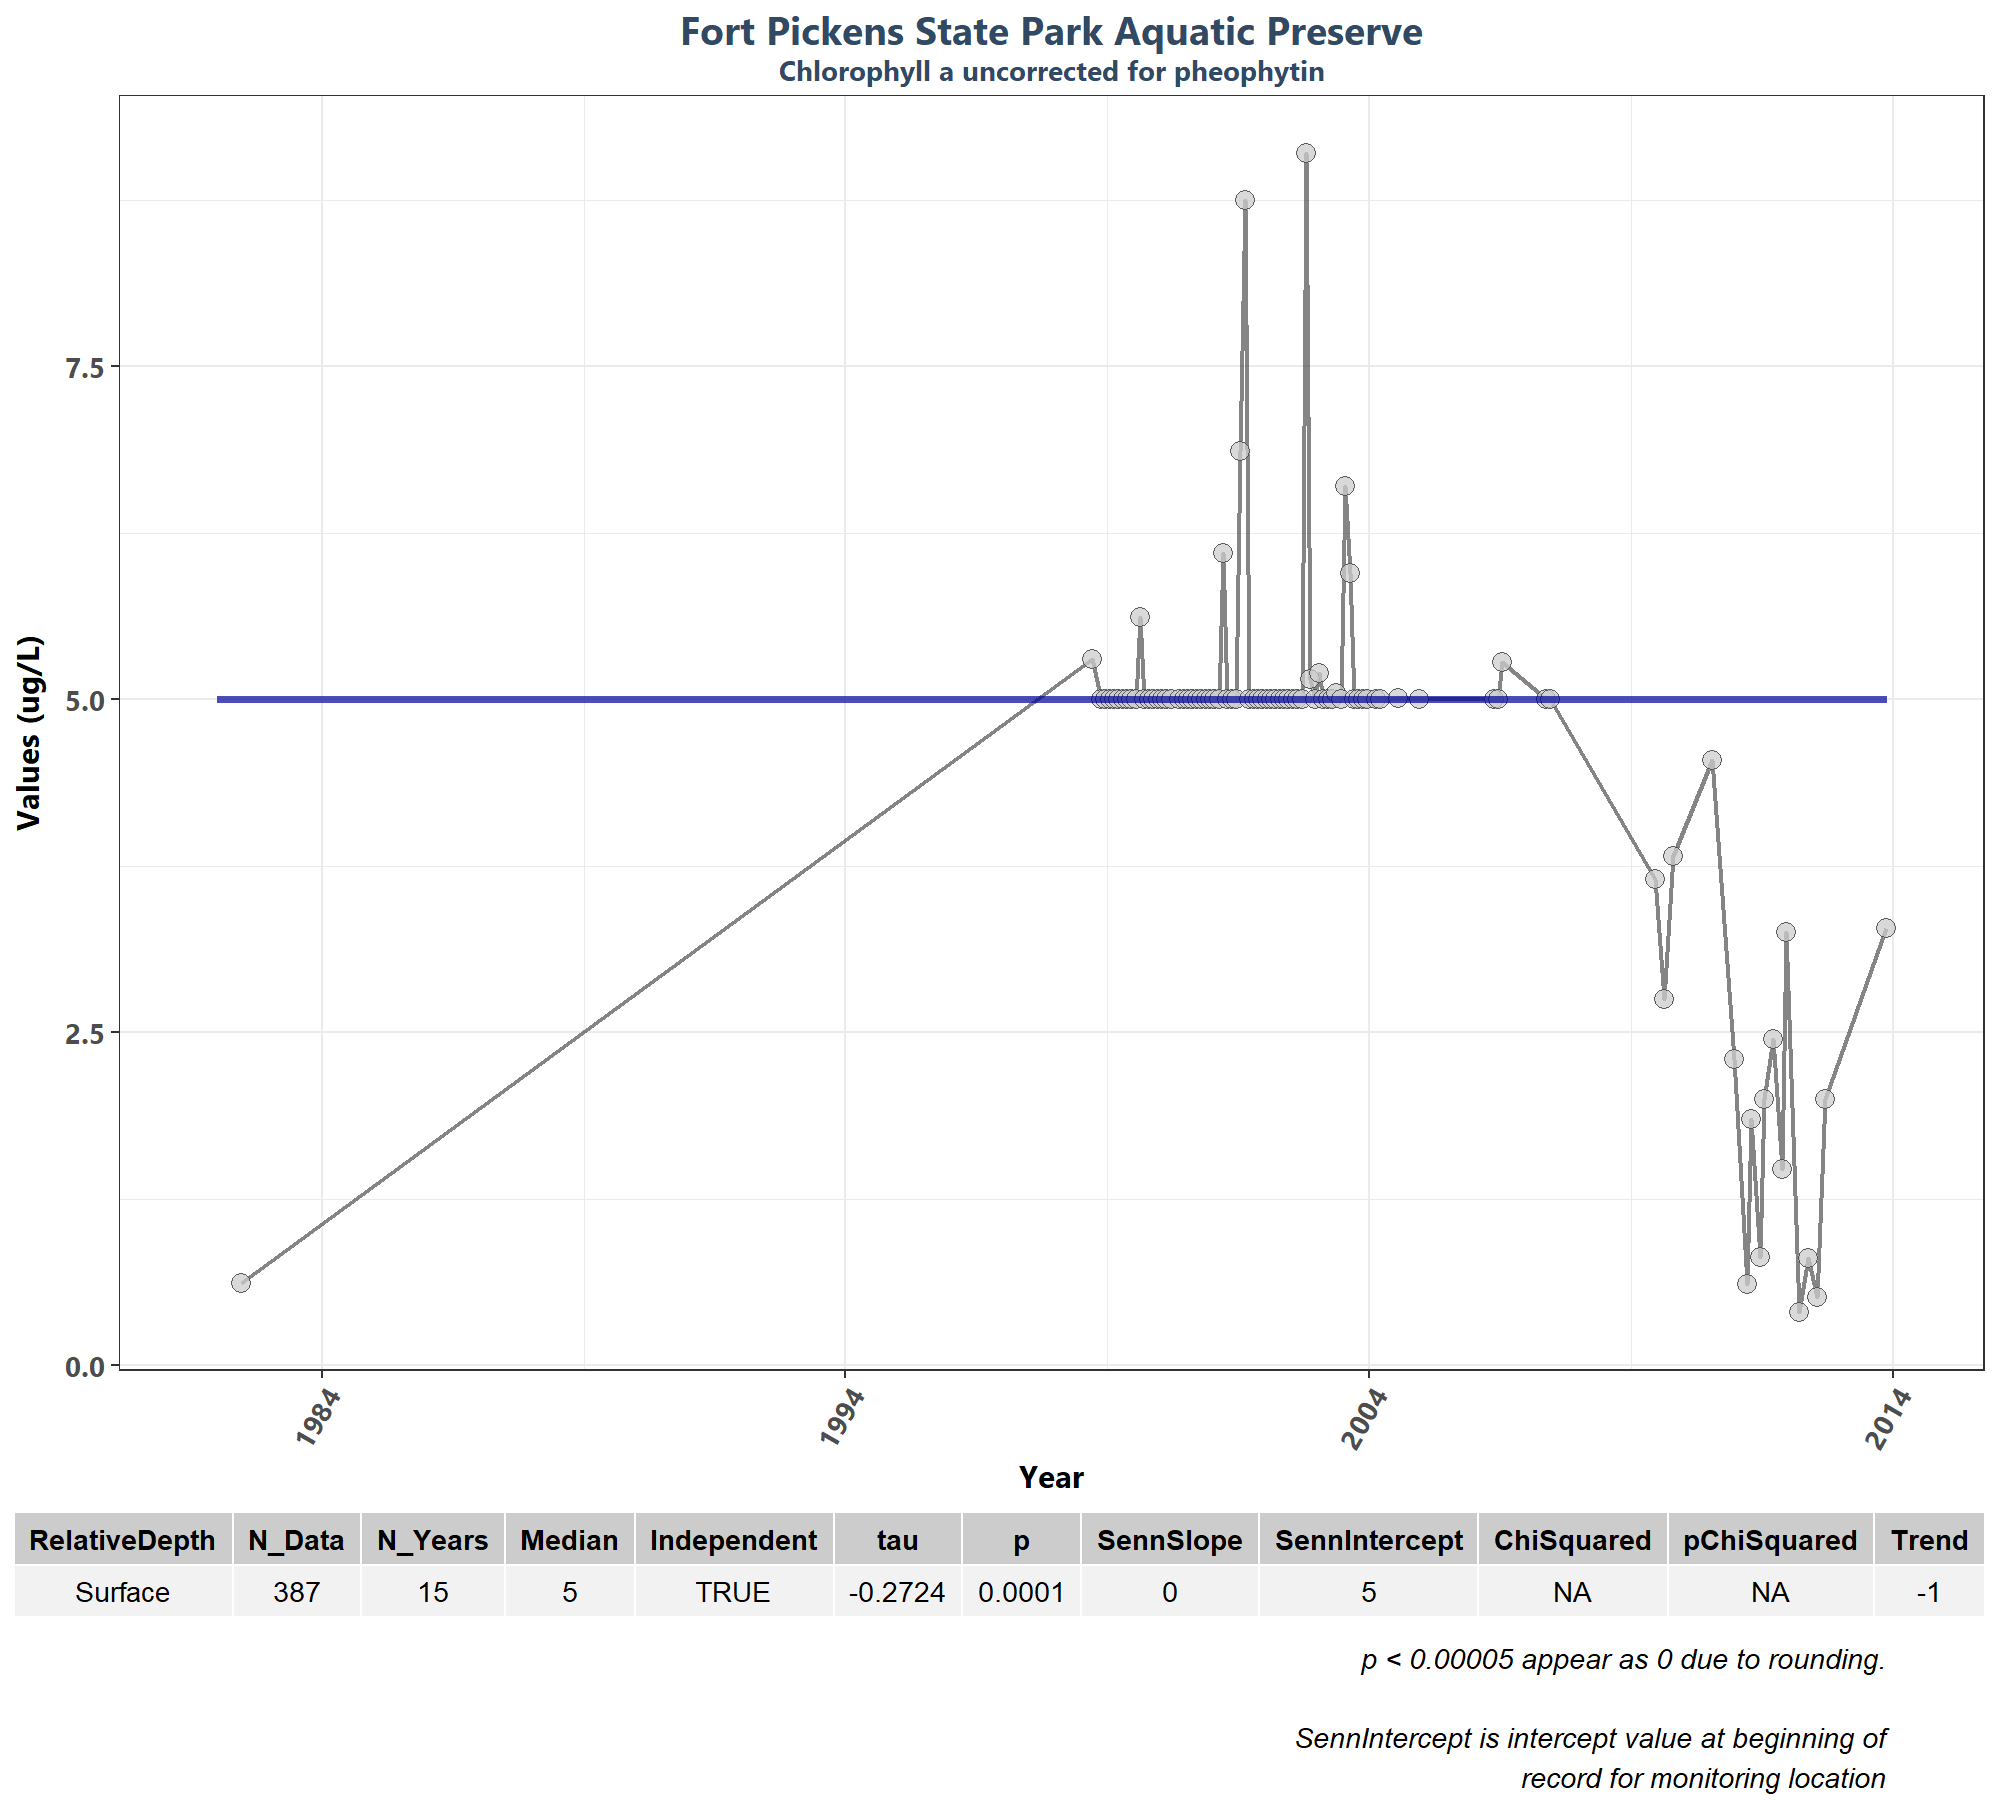 Fort Pickens State Park Aquatic Preserve
Chlorophyll a uncorrected for pheophytin
Values (ug/L)
7.5
5.0
2.5
0.0
1984 1994 2004 2014
Year
RelativeDepth N_Data N_Years Median Independent tau p SennSlope SennIntercept ChiSquared pChiSquared Trend
Surface 387 15 5 TRUE -0.2724 0.0001 0 5 NA NA -1
p < 0.00005 appear as 0 due to rounding.
SennIntercept is intercept value at beginning of
record for monitoring location